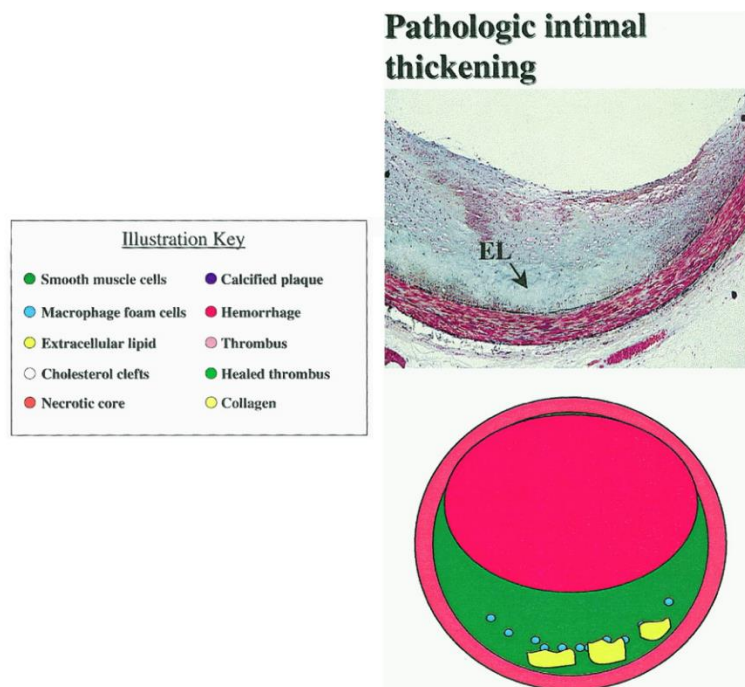 Pathologic intimal
thickening
EL
Illustration Key
Smooth muscle cells
Calcified plaque
Macrophage foam cells
Hemorrhage
Extracellular lipid
Thrombus
Cholesterol clefts
Healed thrombus
Necrotic core
Collagen